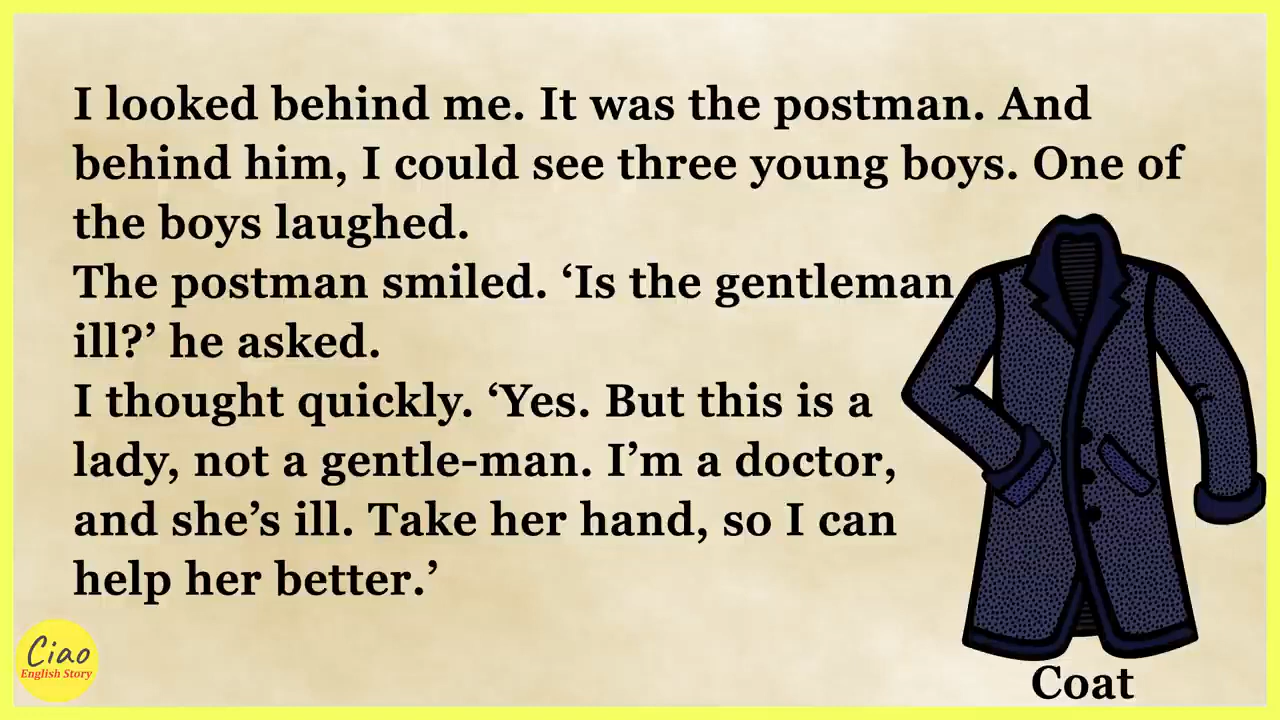 I looked behind me. It was the postman. And
behind him, I could see three young boys. One of
the boys laughed.
The postman smiled. ‘Is the gentleman
ill?’ he asked.
I thought quickly. ‘Yes. But this is a
lady, not a gentle-man. I’m a doctor,
and she’s ill. Take her hand, so I can
help her better.’
Coat
Ciao
English Story